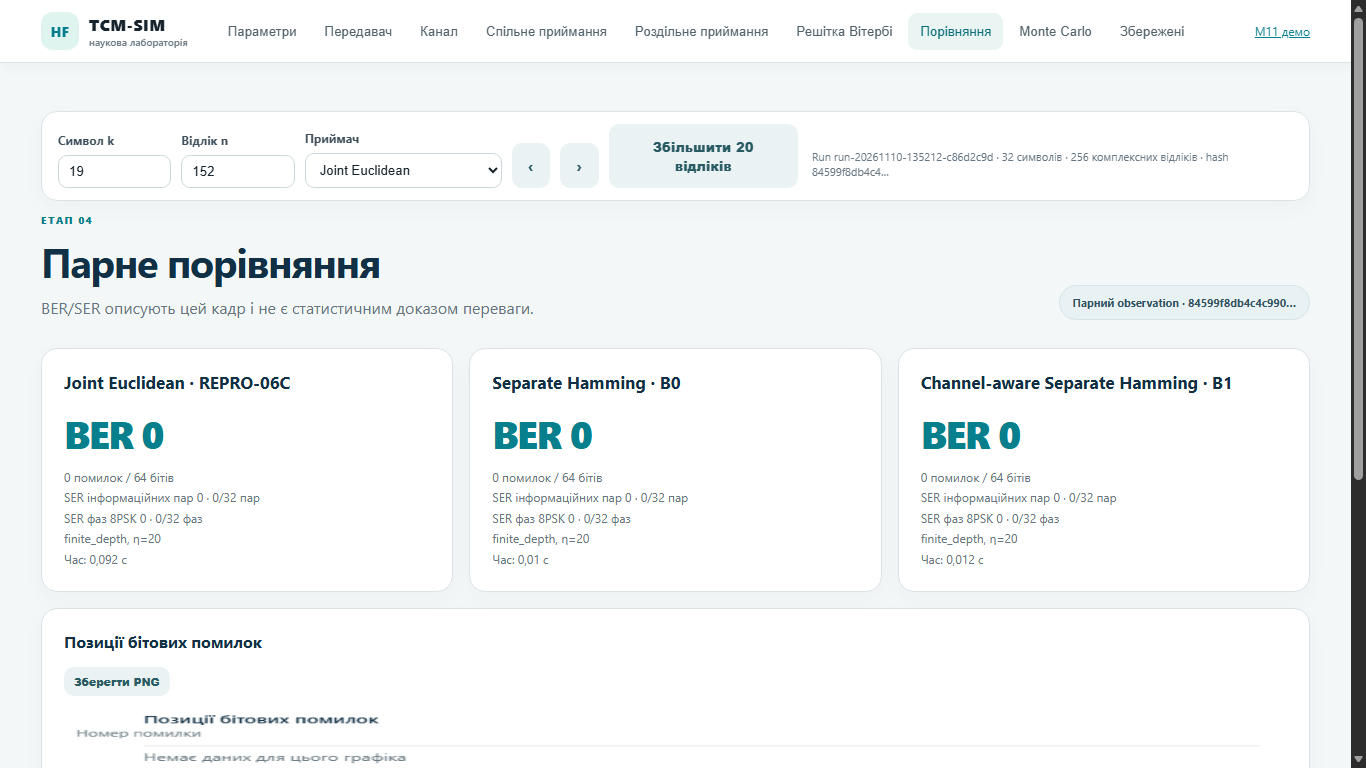 HF
TCM-SIM
наукова лабораторія
Параметри
Передавач
Канал
Спільне приймання
Роздільне приймання
Решітка Вітербі
Порівняння
Monte Carlo
Збережені
M11 демо
Символ k
19
Відлік n
152
Приймач
Joint Euclidean
‹
›
Збільшити 20
відліків
Run run-20261110-135212-c86d2c9d · 32 символів · 256 комплексних відліків · hash
84599f8db4c4…
ЕТАП 04
Парне порівняння
BER/SER описують цей кадр і не є статистичним доказом переваги.
Парний observation · 84599f8db4c4c990…
Joint Euclidean · REPRO-06C
BER 0
0 помилок / 64 бітів
SER інформаційних пар 0 · 0/32 пар
SER фаз 8PSK 0 · 0/32 фаз
finite_depth, η=20
Час: 0,092 с
Separate Hamming · B0
BER 0
0 помилок / 64 бітів
SER інформаційних пар 0 · 0/32 пар
SER фаз 8PSK 0 · 0/32 фаз
finite_depth, η=20
Час: 0,01 с
Channel-aware Separate Hamming · B1
BER 0
0 помилок / 64 бітів
SER інформаційних пар 0 · 0/32 пар
SER фаз 8PSK 0 · 0/32 фаз
finite_depth, η=20
Час: 0,012 с
Позиції бітових помилок
Зберегти PNG
Позиції бітових помилок
Номер помилки
Немає даних для цього графіка